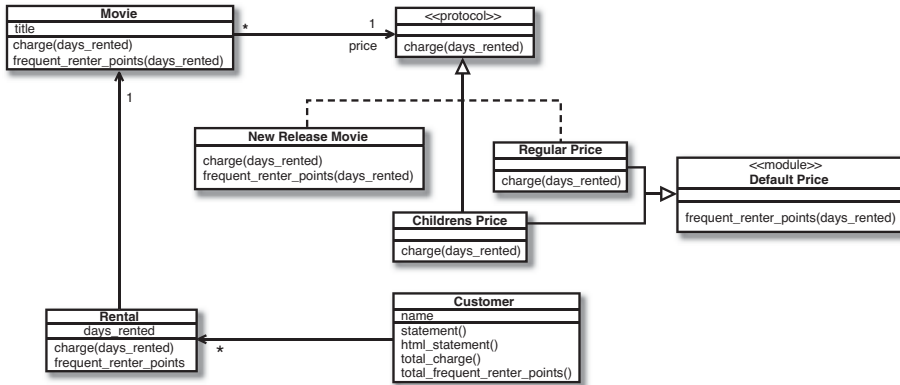 Movie
title
charge(days_rented)
frequent_renter_points(days_rented)
*
1
price
<<protocol>>
charge(days_rented)
1
New Release Movie
charge(days_rented)
frequent_renter_points(days_rented)
Regular Price
charge(days_rented)
<<module>>
Default Price
frequent_renter_points(days_rented)
Childrens Price
charge(days_rented)
Rental
days_rented
charge(days_rented)
frequent_renter_points
*
Customer
name
statement()
html_statement()
total_charge()
total_frequent_renter_points()